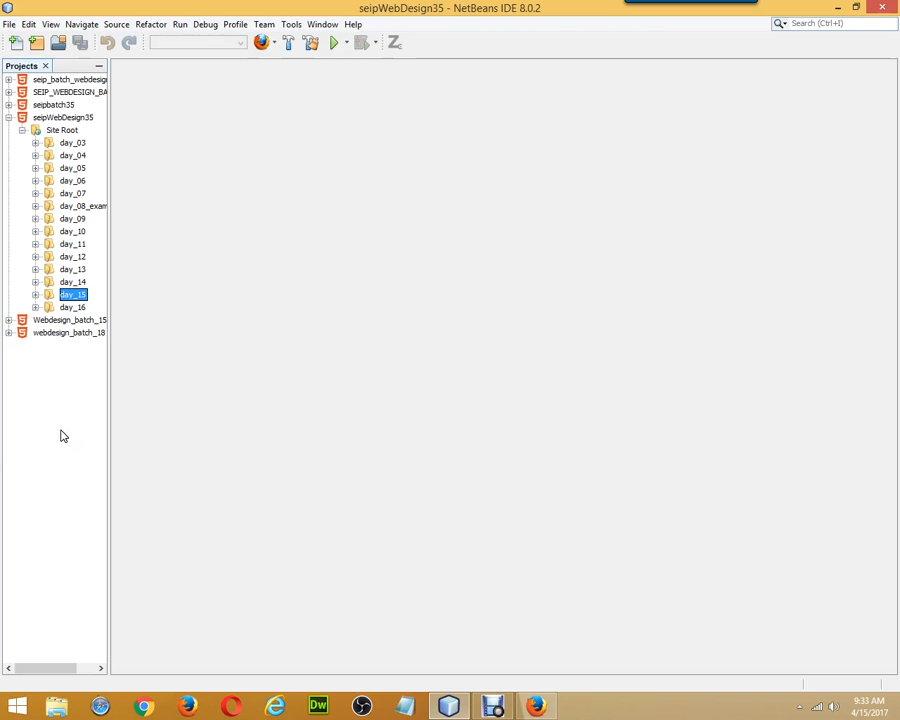 seipWebDesign35 - NetBeans IDE 8.0.2
File Edit View Navigate Source Refactor Run Debug Profile Team Tools Window Help
Search (Ctrl+I)
Projects
seip_batch_webdesign
SEIP_WEBDESIGN_BA
seipbatch35
seipWebDesign35
Site Root
day_03
day_04
day_05
day_06
day_07
day_08_exam
day_09
day_10
day_11
day_12
day_13
day_14
day_15
day_16
Webdesign_batch_15
webdesign_batch_18
Dw
9:33 AM
4/15/2017